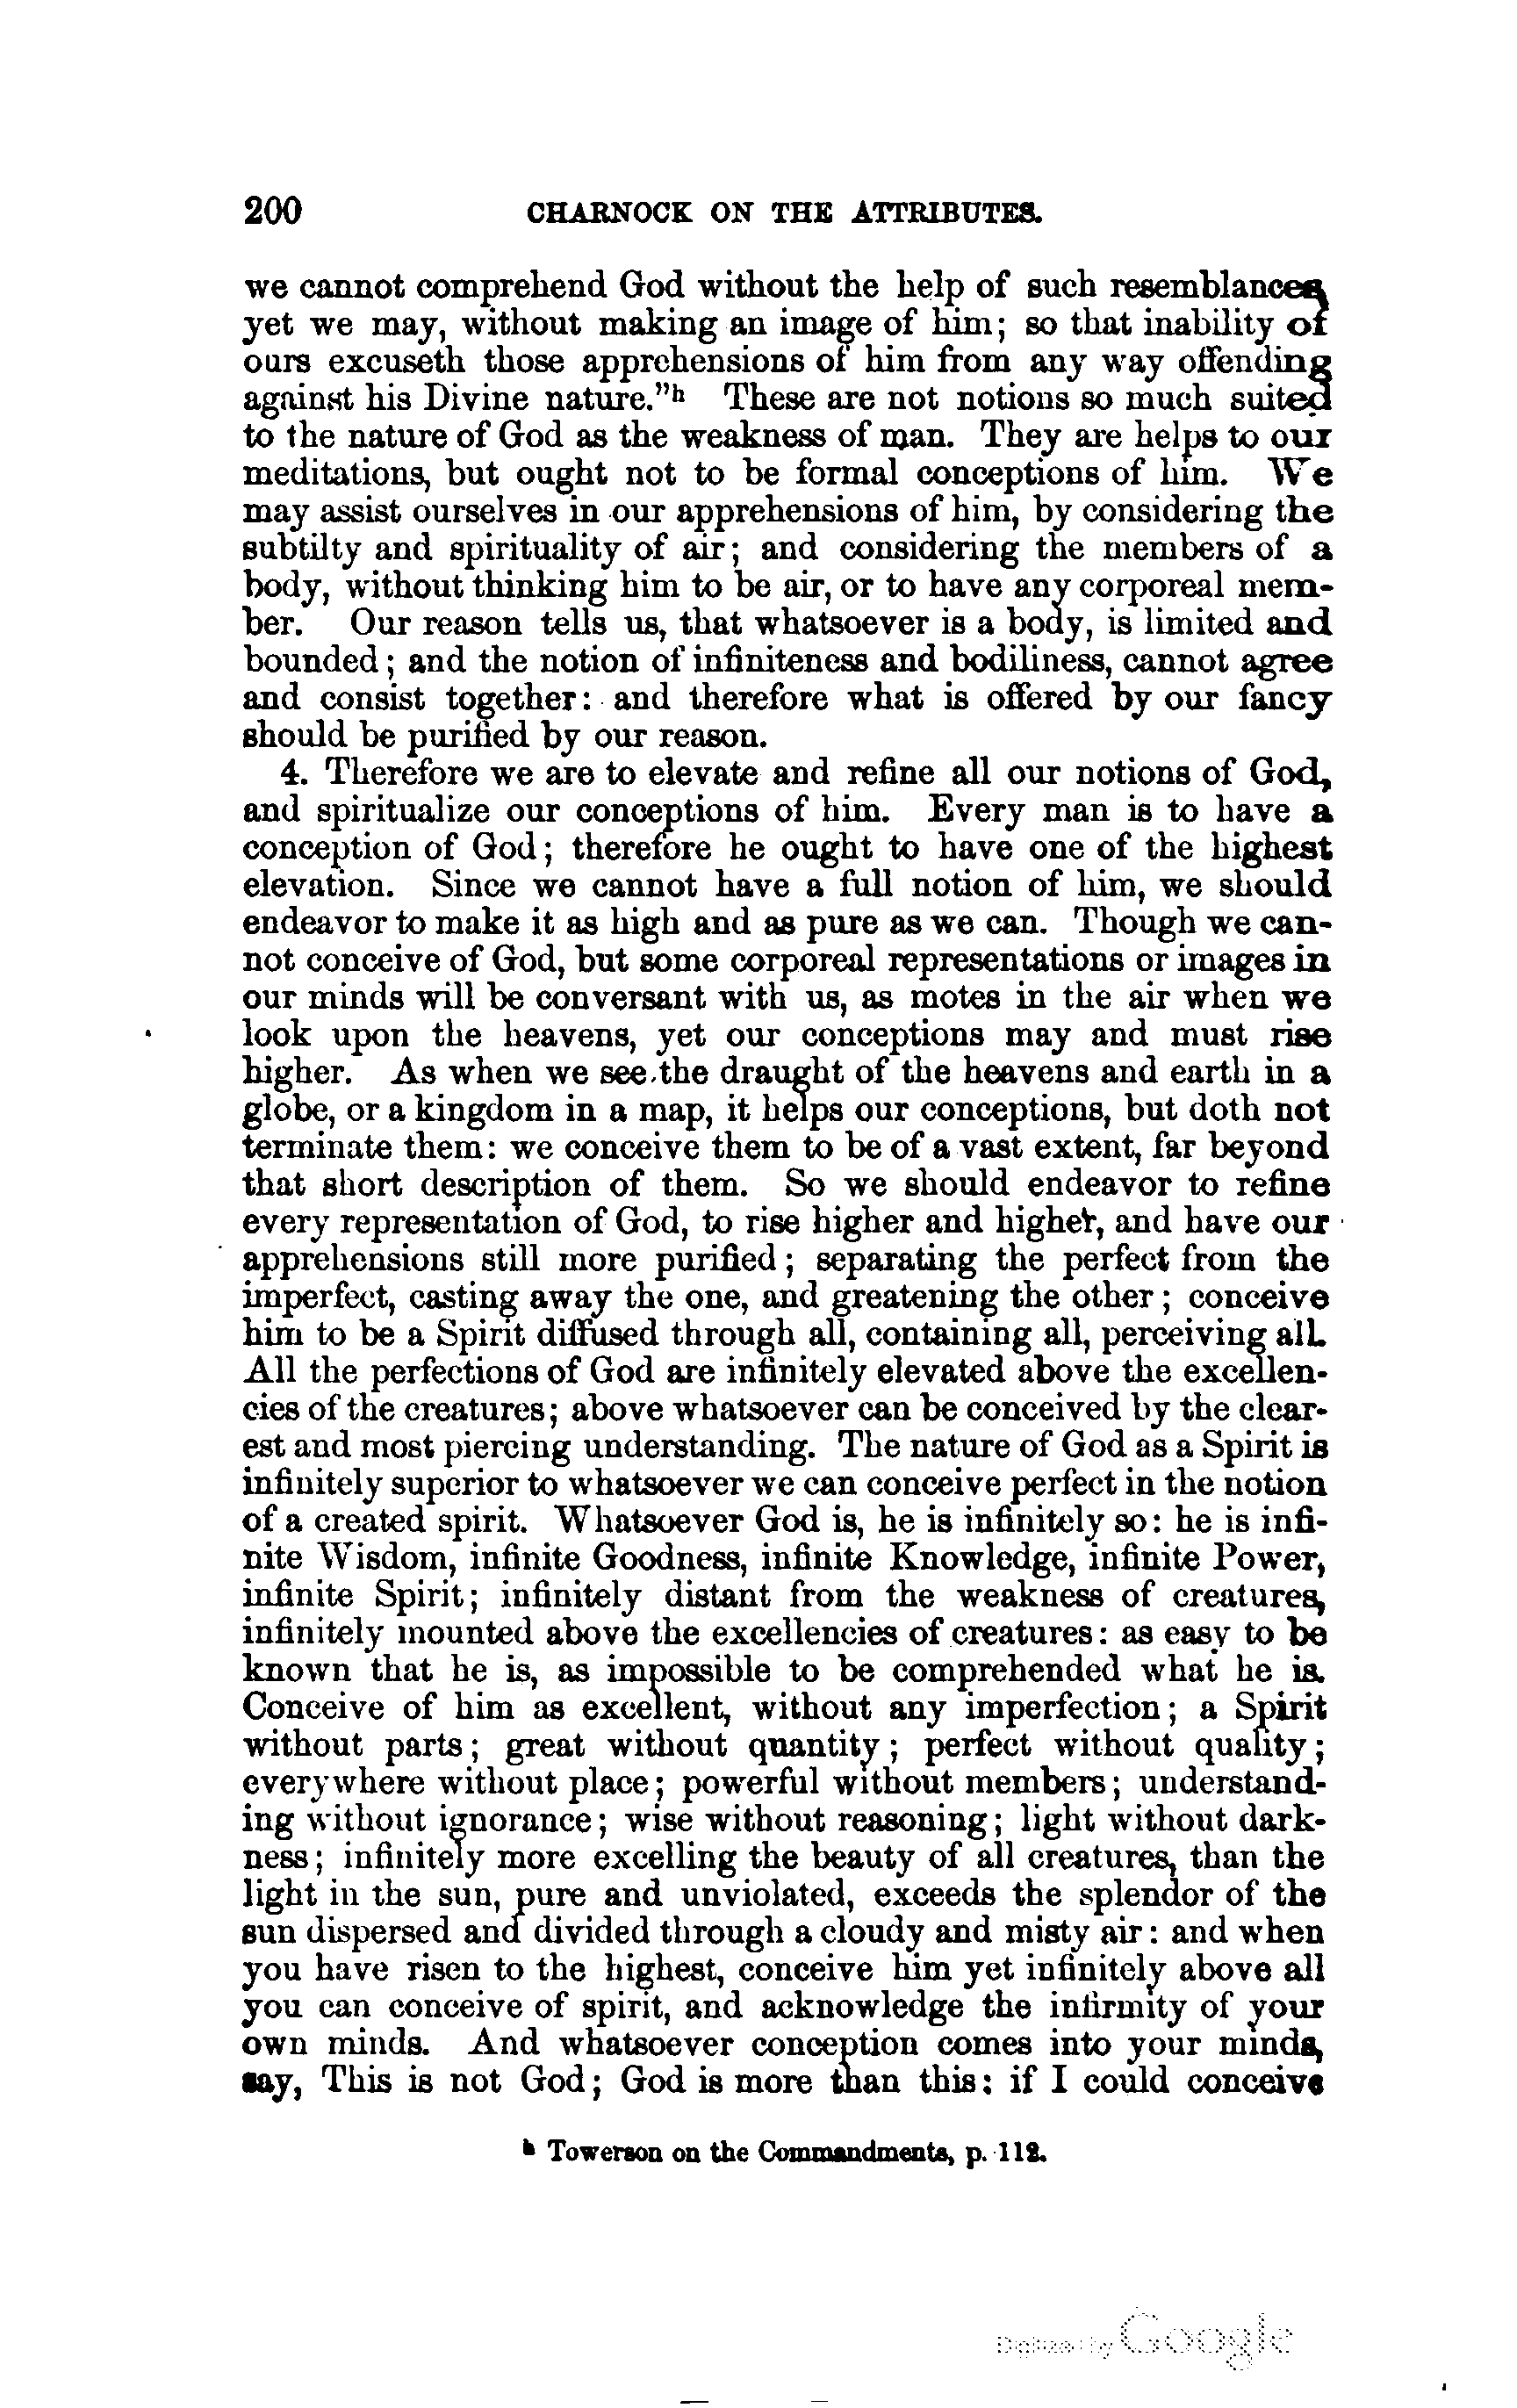 200 CHARNOCK ON THE ATTRIBUTES.
we cannot comprehend God without the help of such resemblances,
yet we may, without making an image of him; so that inability of
ours excuseth those apprehensions of him from any way offending
against his Divine nature."h These are not notions so much suited
to the nature of God as the weakness of man. They are helps to our
meditations, but ought not to be formal conceptions of him. We
may assist ourselves in our apprehensions of him, by considering the
subtilty and spirituality of air; and considering the members of a
body, without thinking him to be air, or to have any corporeal mem-
ber. Our reason tells us, that whatsoever is a body, is limited and
bounded; and the notion of infiniteness and bodiliness, cannot agree
and consist together: and therefore what is offered by our fancy
should be purified by our reason.
4. Therefore we are to elevate and refine all our notions of God,
and spiritualize our conceptions of him. Every man is to have a
conception of God; therefore he ought to have one of the highest
elevation. Since we cannot have a full notion of him, we should
endeavor to make it as high and as pure as we can. Though we can-
not conceive of God, but some corporeal representations or images in
our minds will be conversant with us, as motes in the air when we
look upon the heavens, yet our conceptions may and must rise
higher. As when we see the draught of the heavens and earth in a
globe, or a kingdom in a map, it helps our conceptions, but doth not
terminate them: we conceive them to be of a vast extent, far beyond
that short description of them. So we should endeavor to refine
every representation of God, to rise higher and higher, and have our
apprehensions still more purified; separating the perfect from the
imperfect, casting away the one, and greatening the other; conceive
him to be a Spirit diffused through all, containing all, perceiving all.
All the perfections of God are infinitely elevated above the excellen-
cies of the creatures; above whatsoever can be conceived by the clear-
est and most piercing understanding. The nature of God as a Spirit is
infinitely superior to whatsoever we can conceive perfect in the notion
of a created spirit. Whatsoever God is, he is infinitely so: he is infi-
nite Wisdom, infinite Goodness, infinite Knowledge, infinite Power,
infinite Spirit; infinitely distant from the weakness of creatures,
infinitely mounted above the excellencies of creatures: as easy to be
known that he is, as impossible to be comprehended what he is.
Conceive of him as excellent, without any imperfection; a Spirit
without parts; great without quantity; perfect without quality;
everywhere without place; powerful without members; understand-
ing without ignorance; wise without reasoning; light without dark-
ness; infinitely more excelling the beauty of all creatures, than the
light in the sun, pure and unviolated, exceeds the splendor of the
sun dispersed and divided through a cloudy and misty air: and when
you have risen to the highest, conceive him yet infinitely above all
you can conceive of spirit, and acknowledge the infirmity of your
own minds. And whatsoever conception comes into your minds,
say, This is not God; God is more than this: if I could conceive
h Towerson on the Commandments, p. 112.
Digitized by Google